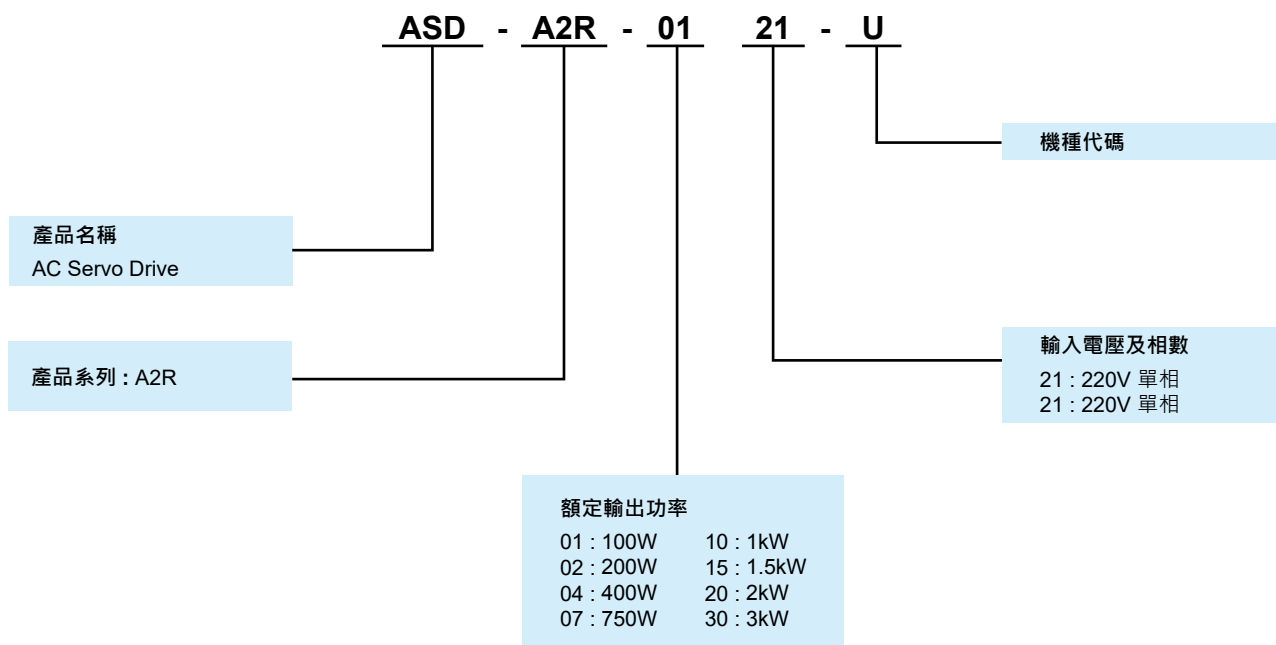 ASD - A2R - 01 21 - U
機種代碼
產品名稱
AC Servo Drive
產品系列 : A2R
輸入電壓及相數
21 : 220V 單相
21 : 220V 單相
額定輸出功率
01 : 100W 10 : 1kW
02 : 200W 15 : 1.5kW
04 : 400W 20 : 2kW
07 : 750W 30 : 3kW